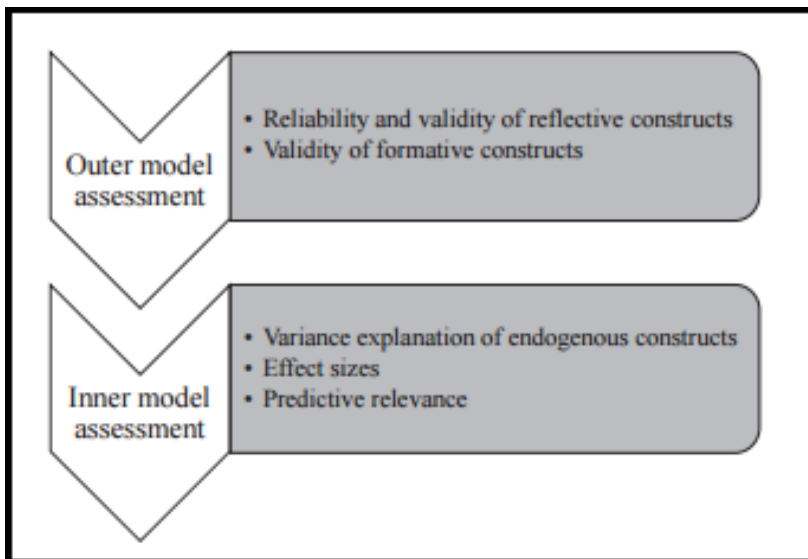 Outer model
assessment
• Reliability and validity of reflective constructs
• Validity of formative constructs
Inner model
assessment
• Variance explanation of endogenous constructs
• Effect sizes
• Predictive relevance